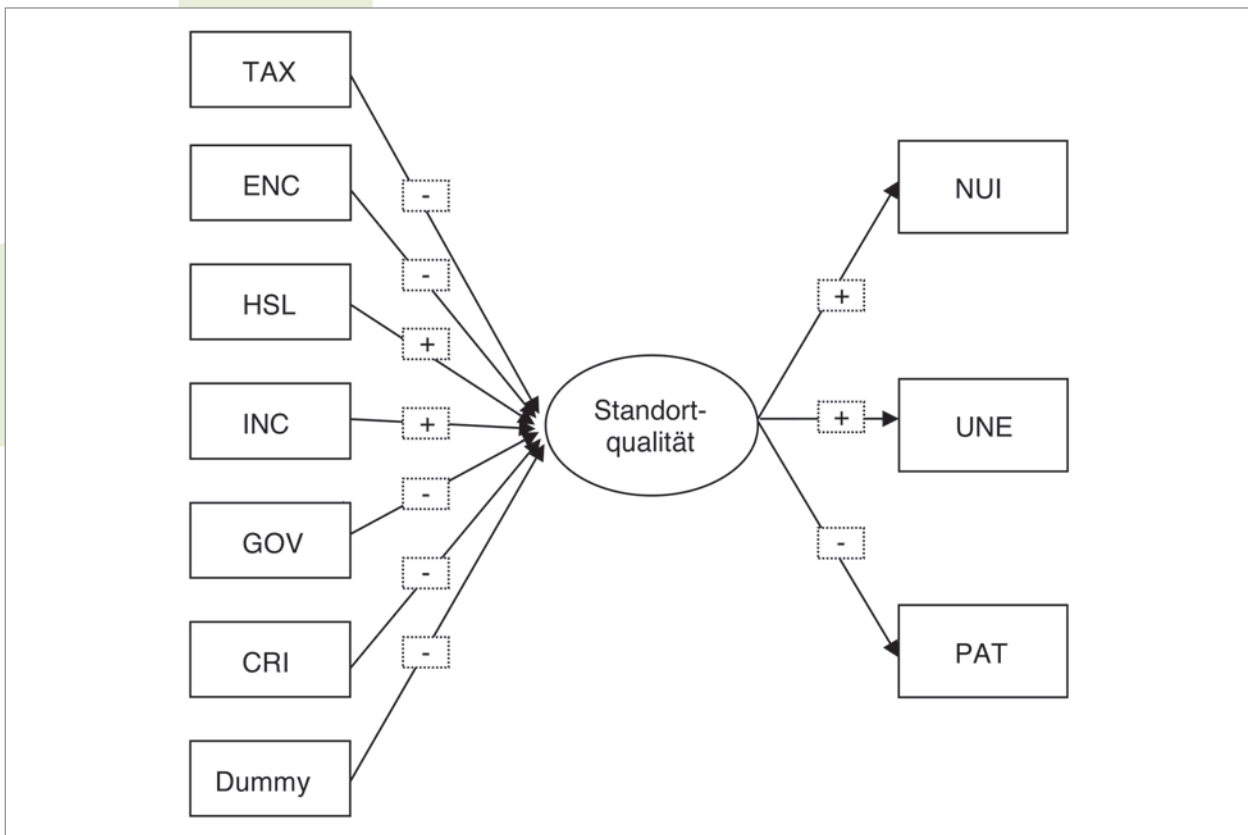 TAX
ENC
HSL
INC
GOV
CRI
Dummy
-
-
+
+
-
-
-
Standort-
qualität
+
+
-
NUI
UNE
PAT